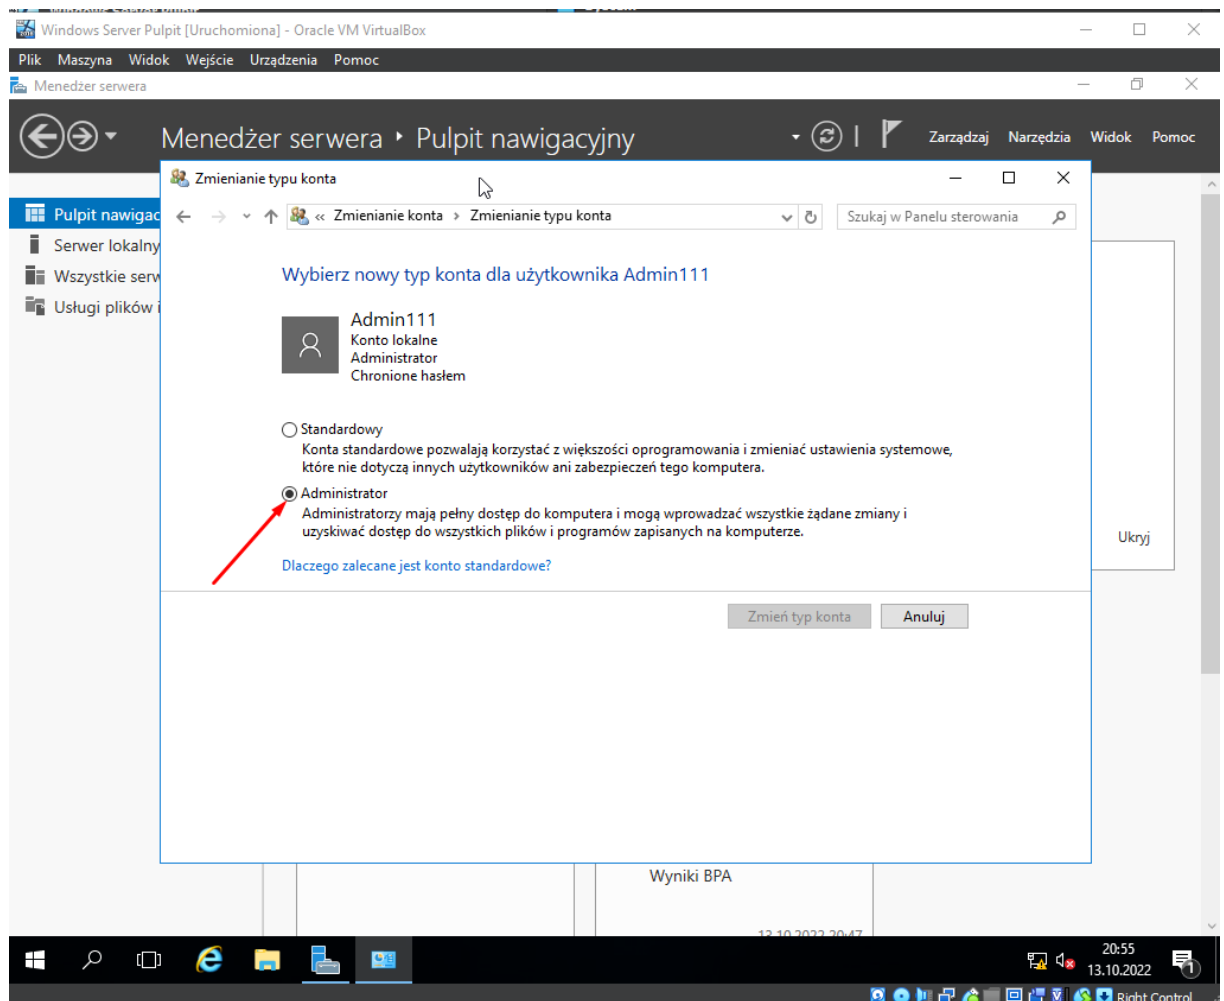 Windows Server Pulpit [Uruchomiona] - Oracle VM VirtualBox
Plik Maszyna Widok Wejście Urządzenia Pomoc
Menedżer serwera
Menedżer serwera Pulpit nawigacyjny
Zarządzaj Narzędzia Widok Pomoc
Zmienianie typu konta
« Zmienianie konta > Zmienianie typu konta
Szukaj w Panelu sterowania
Pulpit nawigac
Serwer lokalny
Wszystkie serw
Usługi plików i
Wybierz nowy typ konta dla użytkownika Admin111
Admin111
Konto lokalne
Administrator
Chronione hasłem
Standardowy
Konta standardowe pozwalają korzystać z większości oprogramowania i zmieniać ustawienia systemowe,
które nie dotyczą innych użytkowników ani zabezpieczeń tego komputera.
Administrator
Administratorzy mają pełny dostęp do komputera i mogą wprowadzać wszystkie żądane zmiany i
uzyskiwać dostęp do wszystkich plików i programów zapisanych na komputerze.
Dlaczego zalecane jest konto standardowe?
Ukryj
Zmień typ konta Anuluj
Wyniki BPA
13.10.2022 20:47
20:55
13.10.2022
1
Right Control